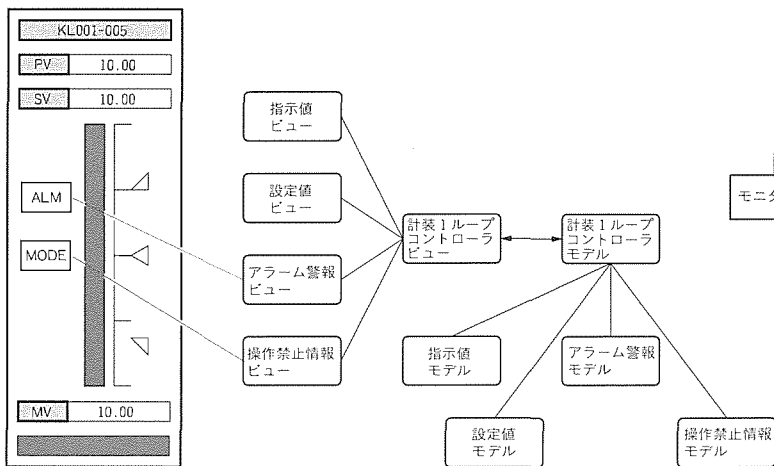 KL001-005
PV 10.00
SV 10.00
ALM
MODE
MV 10.00
指示値
ビュー
設定値
ビュー
アラーム警報
ビュー
操作禁止情報
ビュー
計装1ループ
コントローラ
ビュー
計装1ループ
コントローラ
モデル
指示値
モデル
アラーム警報
モデル
設定値
モデル
操作禁止情報
モデル